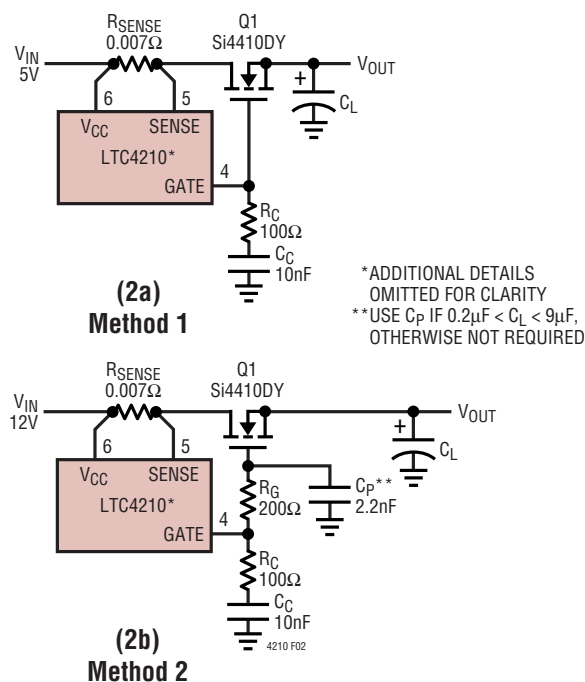 RSENSE
0.007Ω
Q1
Si4410DY
VIN
5V
VOUT
+
CL
6
5
VCC
SENSE
LTC4210*
GATE
4
RC
100Ω
CC
10nF
(2a)
Method 1
*ADDITIONAL DETAILS
OMITTED FOR CLARITY
**USE CP IF 0.2µF < CL < 9µF,
OTHERWISE NOT REQUIRED
RSENSE
0.007Ω
Q1
Si4410DY
VIN
12V
VOUT
+
CL
6
5
VCC
SENSE
LTC4210*
GATE
4
RG
200Ω
CP**
2.2nF
RC
100Ω
CC
10nF
4210 F02
(2b)
Method 2